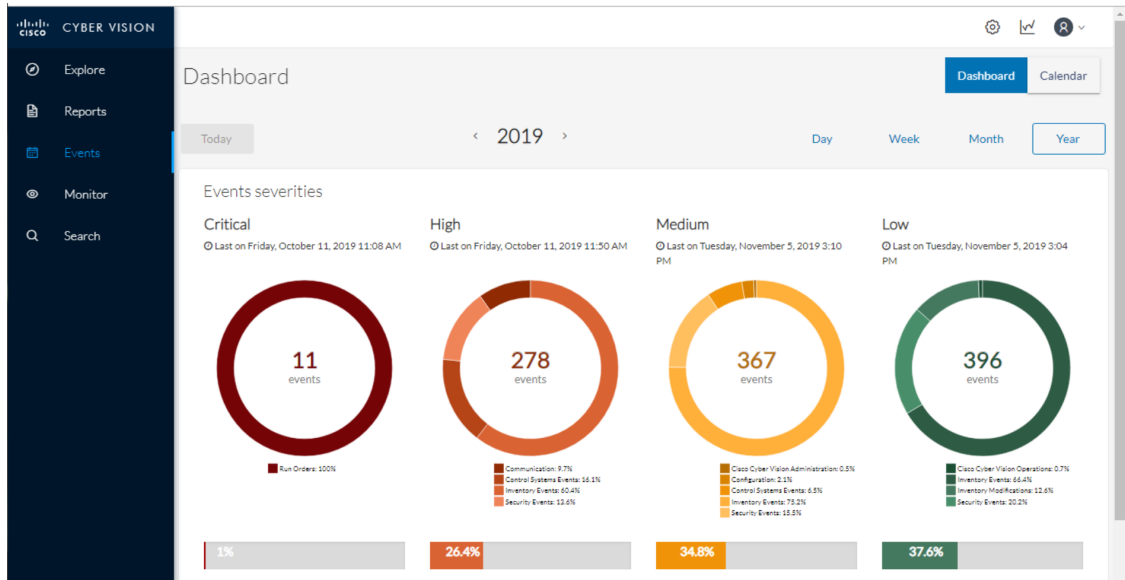 cisco CYBER VISION
Explore
Reports
Events
Monitor
Search
Dashboard
Dashboard Calendar
Today
‹ 2019 ›
Day Week Month Year
Events severities
Critical
Last on Friday, October 11, 2019 11:08 AM
11
events
Run Orders: 100%
1%
High
Last on Friday, October 11, 2019 11:50 AM
278
events
Communication: 9.7%
Control Systems Events: 16.1%
Inventory Events: 60.4%
Security Events: 13.6%
26.4%
Medium
Last on Tuesday, November 5, 2019 3:10
PM
367
events
Cisco Cyber Vision Administration: 0.5%
Configuration: 2.1%
Control Systems Events: 6.5%
Inventory Events: 75.2%
Security Events: 15.5%
34.8%
Low
Last on Tuesday, November 5, 2019 3:04
PM
396
events
Cisco Cyber Vision Operations: 0.7%
Inventory Events: 66.4%
Inventory Modifications: 12.6%
Security Events: 20.2%
37.6%